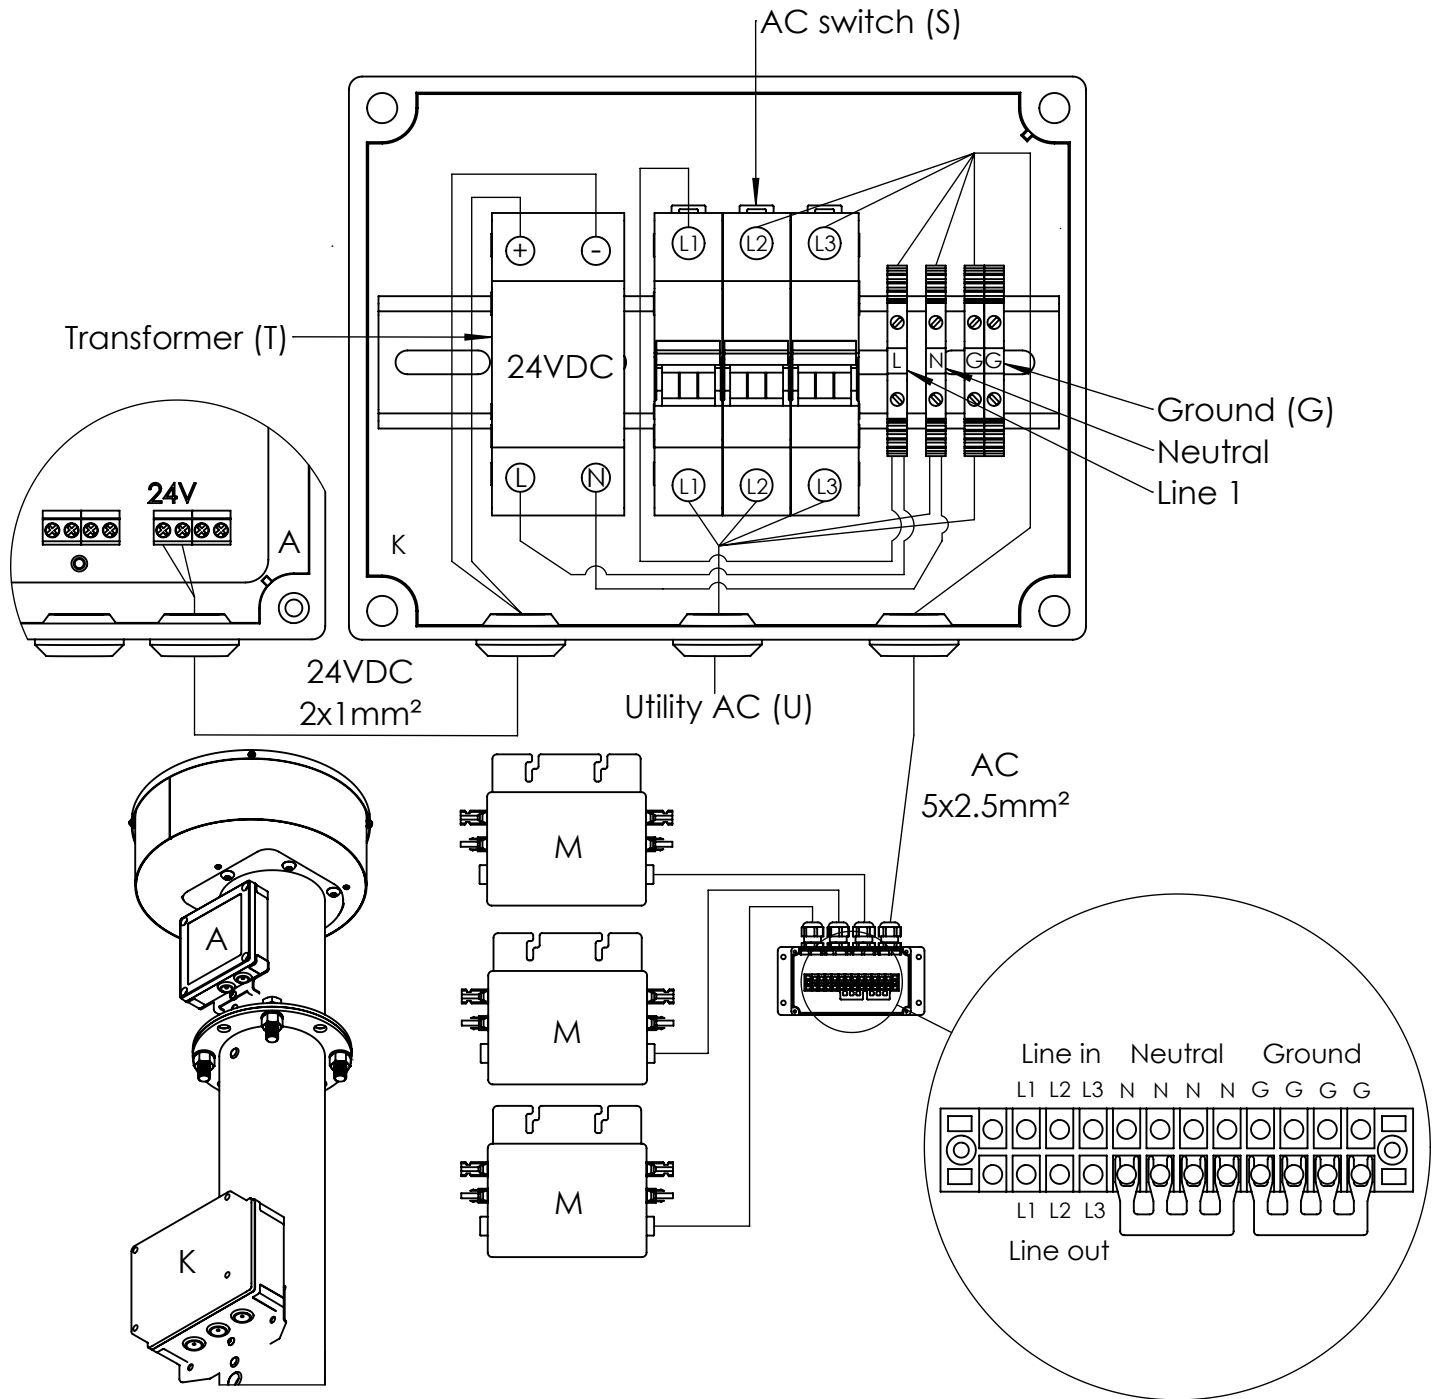 AC switch (S)
L1 L2 L3
+ -
Transformer (T)
24VDC
L N G G
Ground (G)
Neutral
Line 1
24V
A
L N
L1 L2 L3
K
24VDC
2x1mm²
Utility AC (U)
AC
5x2.5mm²
M
A
M
M
K
Line in Neutral Ground
L1 L2 L3 N N N N G G G G
L1 L2 L3
Line out